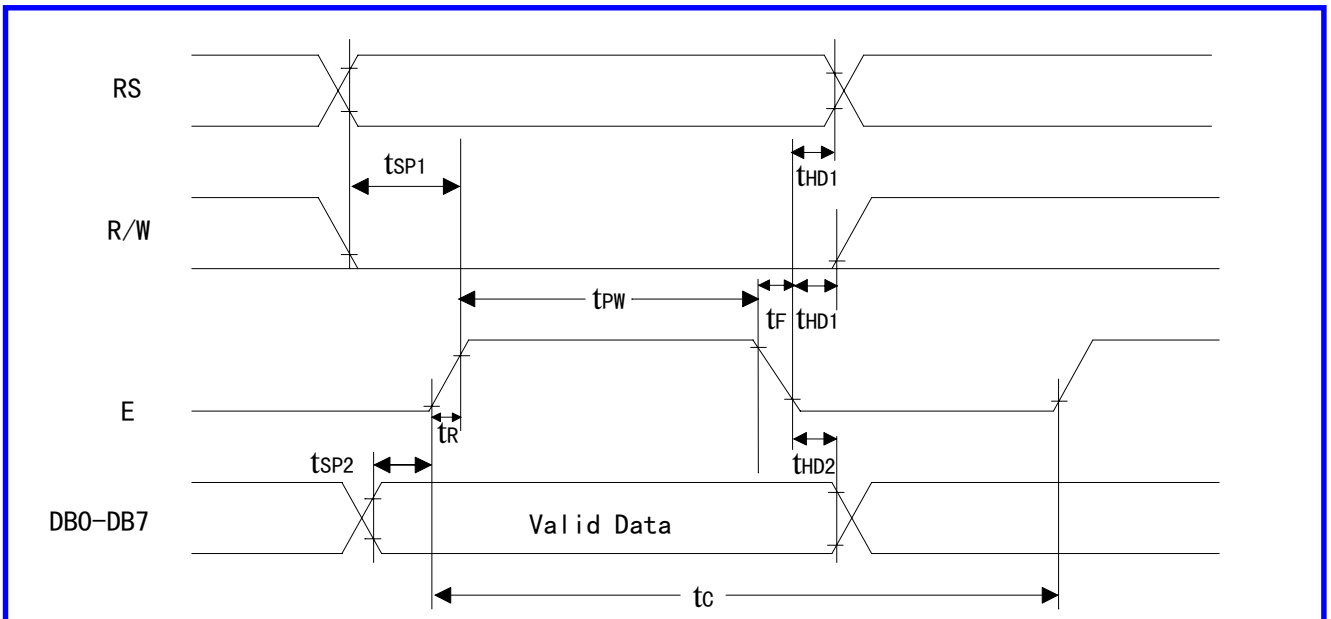 RS
tSP1
tHD1
R/W
tPW
tF
tHD1
E
tR
tSP2
tHD2
DB0-DB7
Valid Data
tC